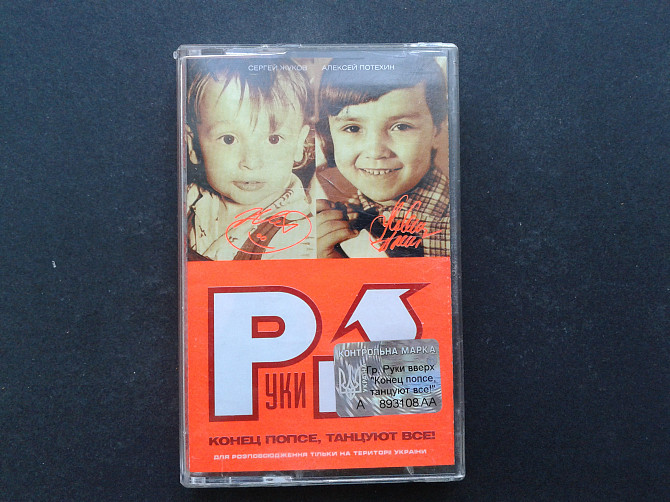 СЕРГЕЙ ЖУКОВ АЛЕКСЕЙ ПОТЕХИН
Р
УКИ
КОНТРОЛЬНА МАРКА
Гр. Руки вверх
"Конец попсе,
танцуют все!"
А 893108 АА
КОНЕЦ ПОПСЕ, ТАНЦУЮТ ВСЕ!
ДЛЯ РОЗПОВСЮДЖЕННЯ ТІЛЬКИ НА ТЕРИТОРІЇ УКРАЇНИ